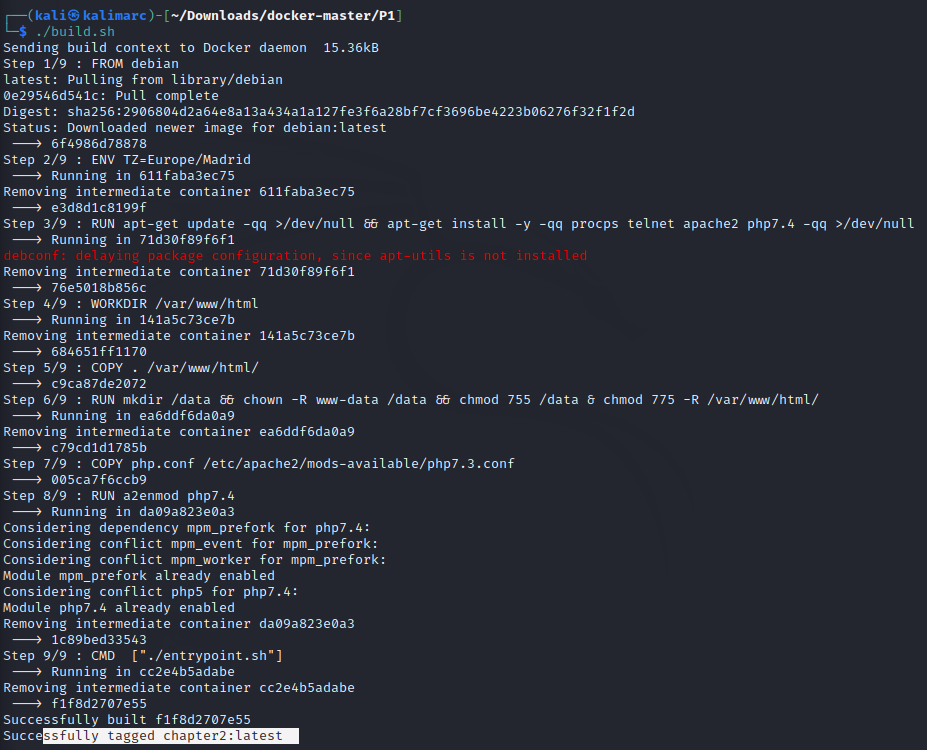 ┌──(kali㉿kalimarc)-[~/Downloads/docker-master/P1]
└─$ ./build.sh
Sending build context to Docker daemon  15.36kB
Step 1/9 : FROM debian
latest: Pulling from library/debian
0e29546d541c: Pull complete
Digest: sha256:2906804d2a64e8a13a434a1a127fe3f6a28bf7cf3696be4223b06276f32f1f2d
Status: Downloaded newer image for debian:latest
 ---> 6f4986d78878
Step 2/9 : ENV TZ=Europe/Madrid
 ---> Running in 611faba3ec75
Removing intermediate container 611faba3ec75
 ---> e3d8d1c8199f
Step 3/9 : RUN apt-get update -qq >/dev/null && apt-get install -y -qq procps telnet apache2 php7.4 -qq >/dev/null
 ---> Running in 71d30f89f6f1
debconf: delaying package configuration, since apt-utils is not installed
Removing intermediate container 71d30f89f6f1
 ---> 76e5018b856c
Step 4/9 : WORKDIR /var/www/html
 ---> Running in 141a5c73ce7b
Removing intermediate container 141a5c73ce7b
 ---> 684651ff1170
Step 5/9 : COPY . /var/www/html/
 ---> c9ca87de2072
Step 6/9 : RUN mkdir /data && chown -R www-data /data && chmod 755 /data & chmod 775 -R /var/www/html/
 ---> Running in ea6ddf6da0a9
Removing intermediate container ea6ddf6da0a9
 ---> c79cd1d1785b
Step 7/9 : COPY php.conf /etc/apache2/mods-available/php7.3.conf
 ---> 005ca7f6ccb9
Step 8/9 : RUN a2enmod php7.4
 ---> Running in da09a823e0a3
Considering dependency mpm_prefork for php7.4:
Considering conflict mpm_event for mpm_prefork:
Considering conflict mpm_worker for mpm_prefork:
Module mpm_prefork already enabled
Considering conflict php5 for php7.4:
Module php7.4 already enabled
Removing intermediate container da09a823e0a3
 ---> 1c89bed33543
Step 9/9 : CMD  ["./entrypoint.sh"]
 ---> Running in cc2e4b5adabe
Removing intermediate container cc2e4b5adabe
 ---> f1f8d2707e55
Successfully built f1f8d2707e55
Successfully tagged chapter2:latest